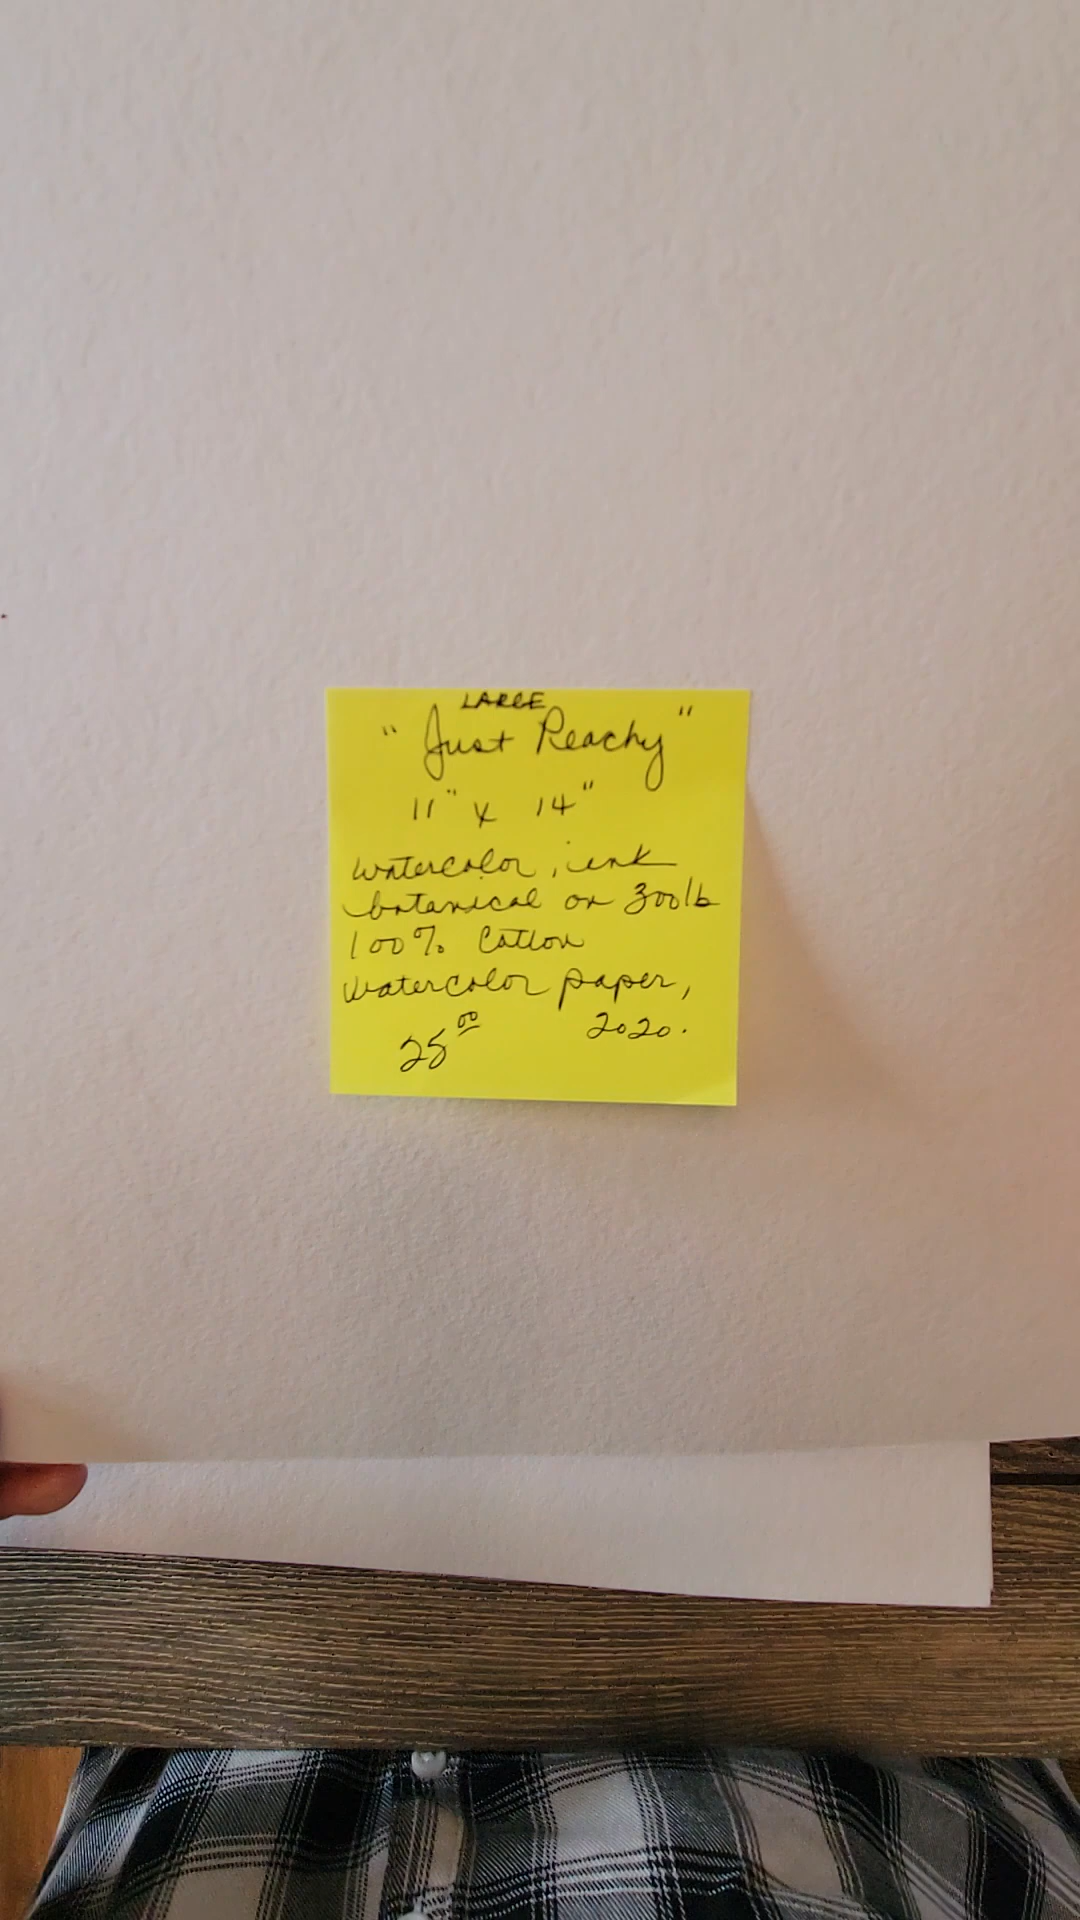 LARGE
"Just Peachy"
11" x 14"
watercolor, ink
botanical on 300lb
100% Cotton
watercolor paper,
25⁰⁰ 2020.